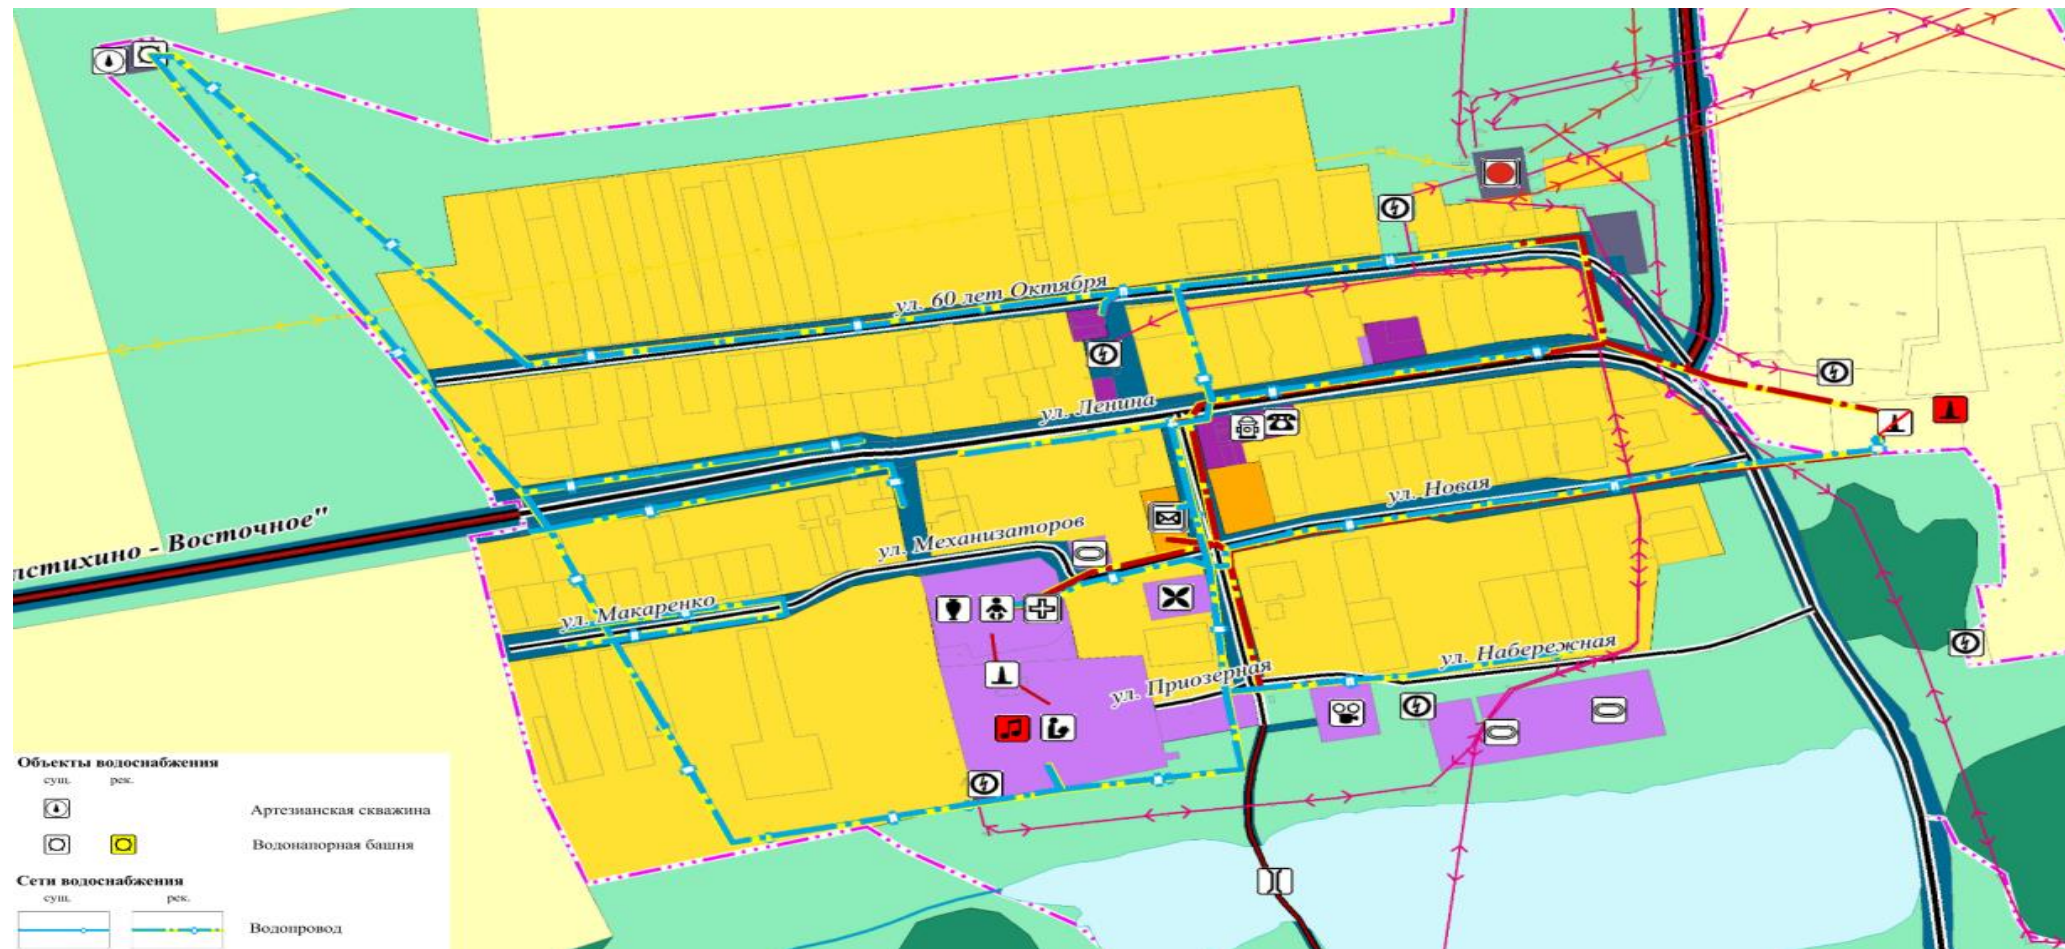 ул. 60 лет Октября
ул. Ленина
ул. Новая
лстихино - Восточное"
ул. Механизаторов
ул. Макаренко
ул. Набережная
ул. Приозерная
Объекты водоснабжения
сущ. рек.
Артезианская скважина
Водонапорная башня
Сети водоснабжения
сущ. рек.
Водопровод